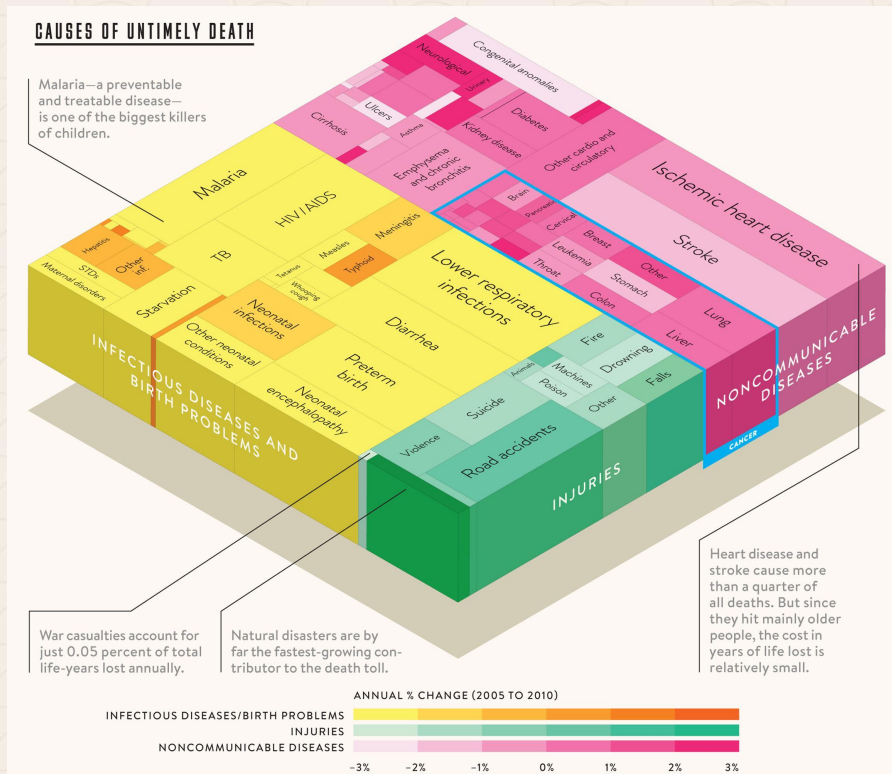 CAUSES OF UNTIMELY DEATH
Malaria—a preventable
and treatable disease—
is one of the biggest killers
of children.
Neurological
Congenital anomalies
Urinary
Ulcers
Cirrhosis
Asthma
Diabetes
Kidney disease
Other cardio and
circulatory
Emphysema
and chronic
bronchitis
Ischemic heart disease
Stroke
Brain
Pancreatic
Cervical
Breast
Leukemia
Other
Throat
Stomach
Colon
Lung
Liver
Malaria
HIV/AIDS
TB
Meningitis
Measles
Tetanus
Typhoid
Whooping
cough
Hepatitis
Other
inf.
STDs
Maternal disorders
Starvation
Lower respiratory
infections
Neonatal
infections
Diarrhea
Other neonatal
conditions
Preterm
birth
Neonatal
encephalopathy
Fire
Drowning
Animals
Machines
Poison
Falls
Other
Suicide
Violence
Road accidents
INFECTIOUS DISEASES AND
BIRTH PROBLEMS
INJURIES
NONCOMMUNICABLE
DISEASES
CANCER
War casualties account for
just 0.05 percent of total
life-years lost annually.
Natural disasters are by
far the fastest-growing con-
tributor to the death toll.
Heart disease and
stroke cause more
than a quarter of
all deaths. But since
they hit mainly older
people, the cost in
years of life lost is
relatively small.
ANNUAL % CHANGE (2005 TO 2010)
INFECTIOUS DISEASES/BIRTH PROBLEMS
INJURIES
NONCOMMUNICABLE DISEASES
–3% –2% –1% 0% 1% 2% 3%